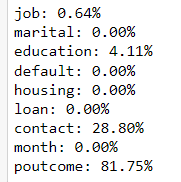 job: 0.64%
marital: 0.00%
education: 4.11%
default: 0.00%
housing: 0.00%
loan: 0.00%
contact: 28.80%
month: 0.00%
poutcome: 81.75%